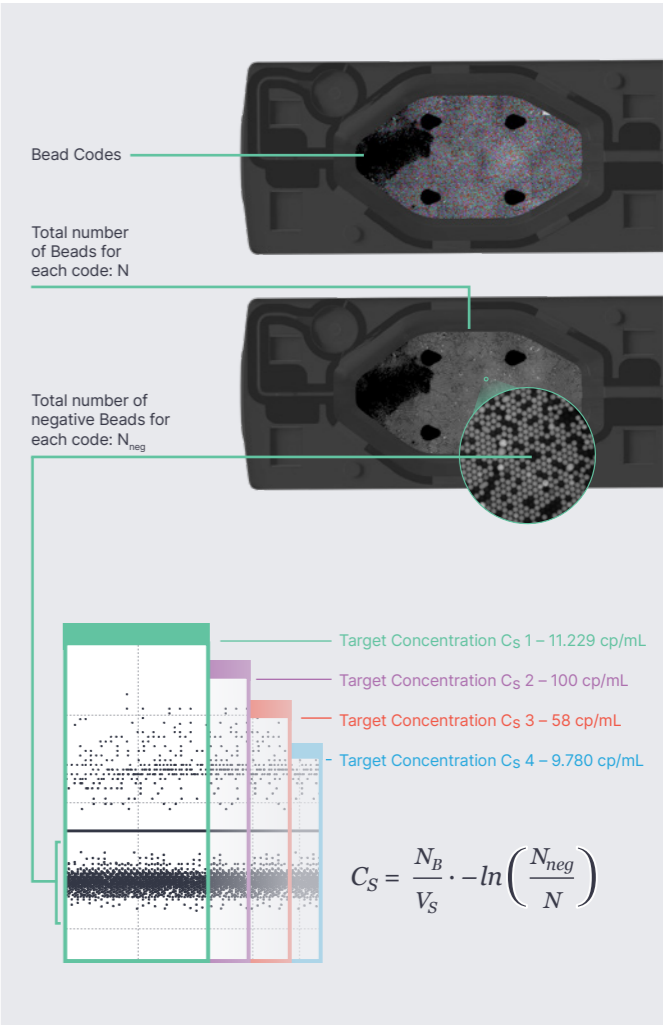 Bead Codes
Total number
of Beads for
each code: N
Total number of
negative Beads for
each code: Nneg
Target Concentration CS 1 – 11.229 cp/mL
Target Concentration CS 2 – 100 cp/mL
Target Concentration CS 3 – 58 cp/mL
Target Concentration CS 4 – 9.780 cp/mL
CS = NB / VS · −ln(Nneg / N)